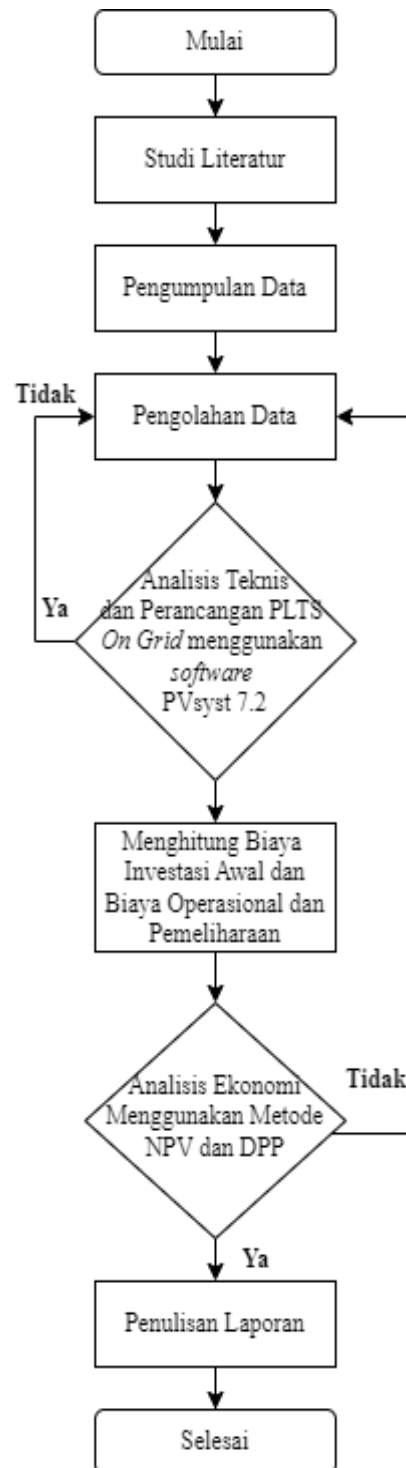 Mulai
Studi Literatur
Pengumpulan Data
Tidak
Pengolahan Data
Ya
Analisis Teknis
dan Perancangan PLTS
On Grid menggunakan
software
PVsyst 7.2
Menghitung Biaya
Investasi Awal dan
Biaya Operasional dan
Pemeliharaan
Tidak
Analisis Ekonomi
Menggunakan Metode
NPV dan DPP
Ya
Penulisan Laporan
Selesai